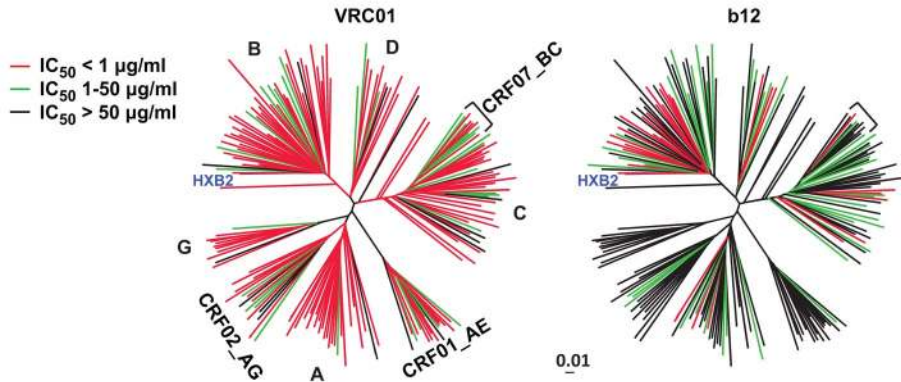 VRC01
b12
IC50 < 1 µg/ml
IC50 1-50 µg/ml
IC50 > 50 µg/ml
B
D
CRF07_BC
HXB2
HXB2
C
G
CRF02_AG
A
CRF01_AE
0.01